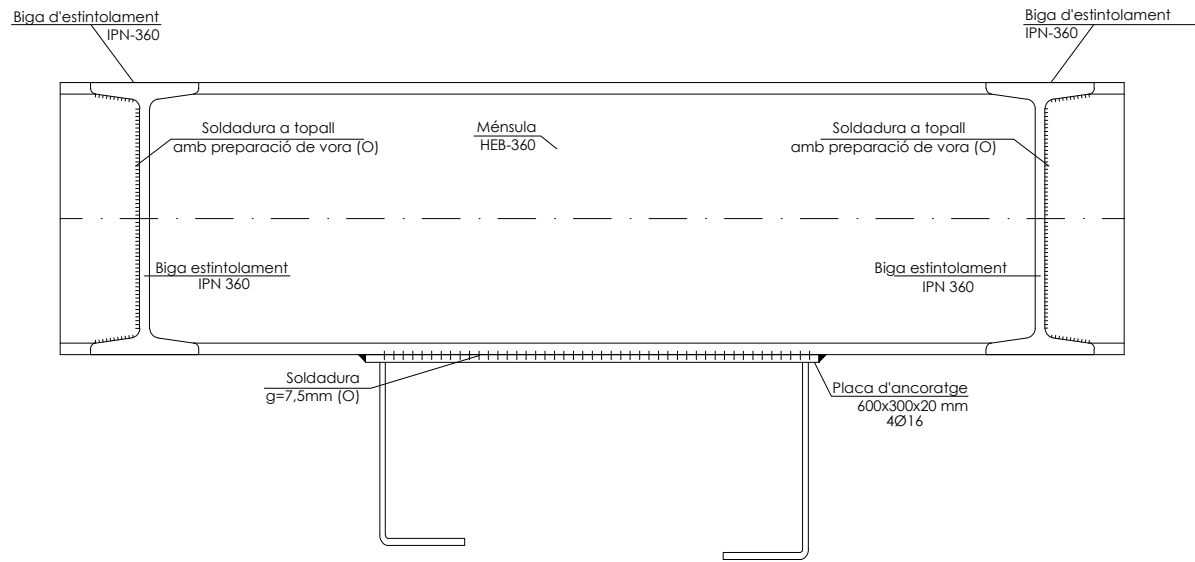 Biga d'estintolament
IPN-360
Biga d'estintolament
IPN-360
Soldadura a topall
amb preparació de vora (O)
Ménsula
HEB-360
Soldadura a topall
amb preparació de vora (O)
Biga estintolament
IPN 360
Biga estintolament
IPN 360
Soldadura
g=7,5mm (O)
Placa d'ancoratge
600x300x20 mm
4Ø16